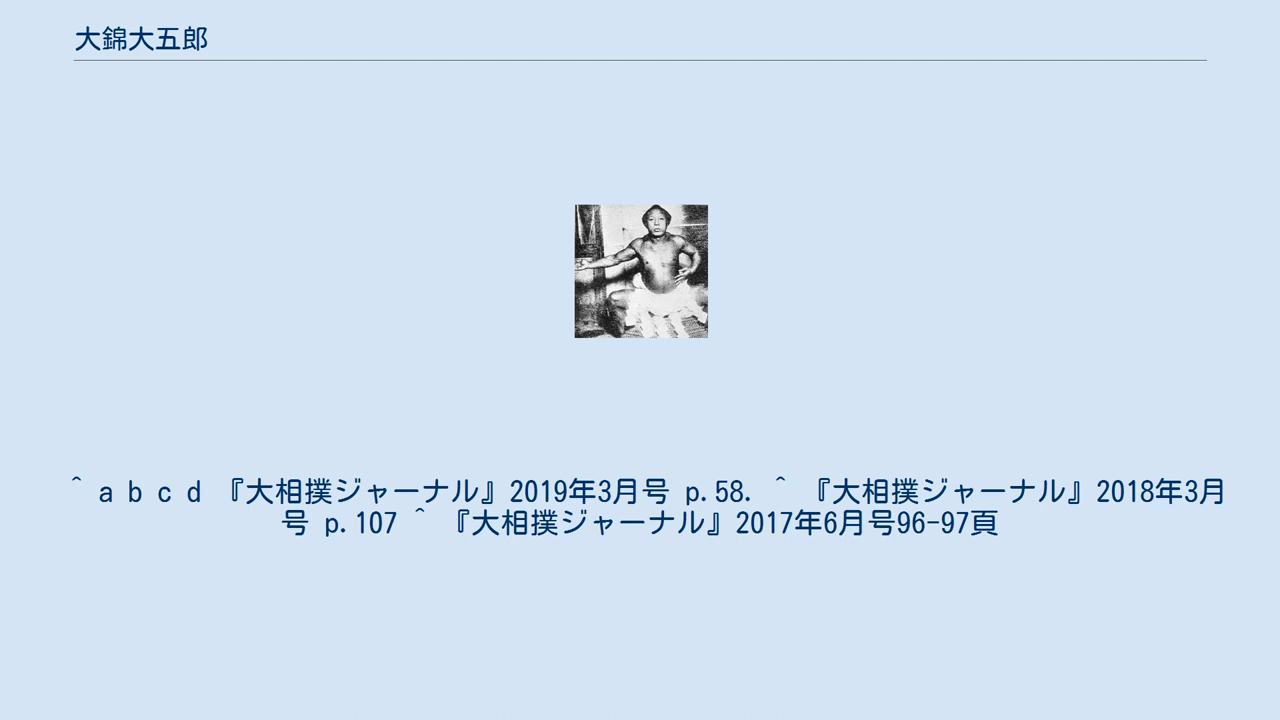 大錦大五郎
^ a b c d 『大相撲ジャーナル』2019年3月号 p.58. ^ 『大相撲ジャーナル』2018年3月
号 p.107 ^ 『大相撲ジャーナル』2017年6月号96-97頁